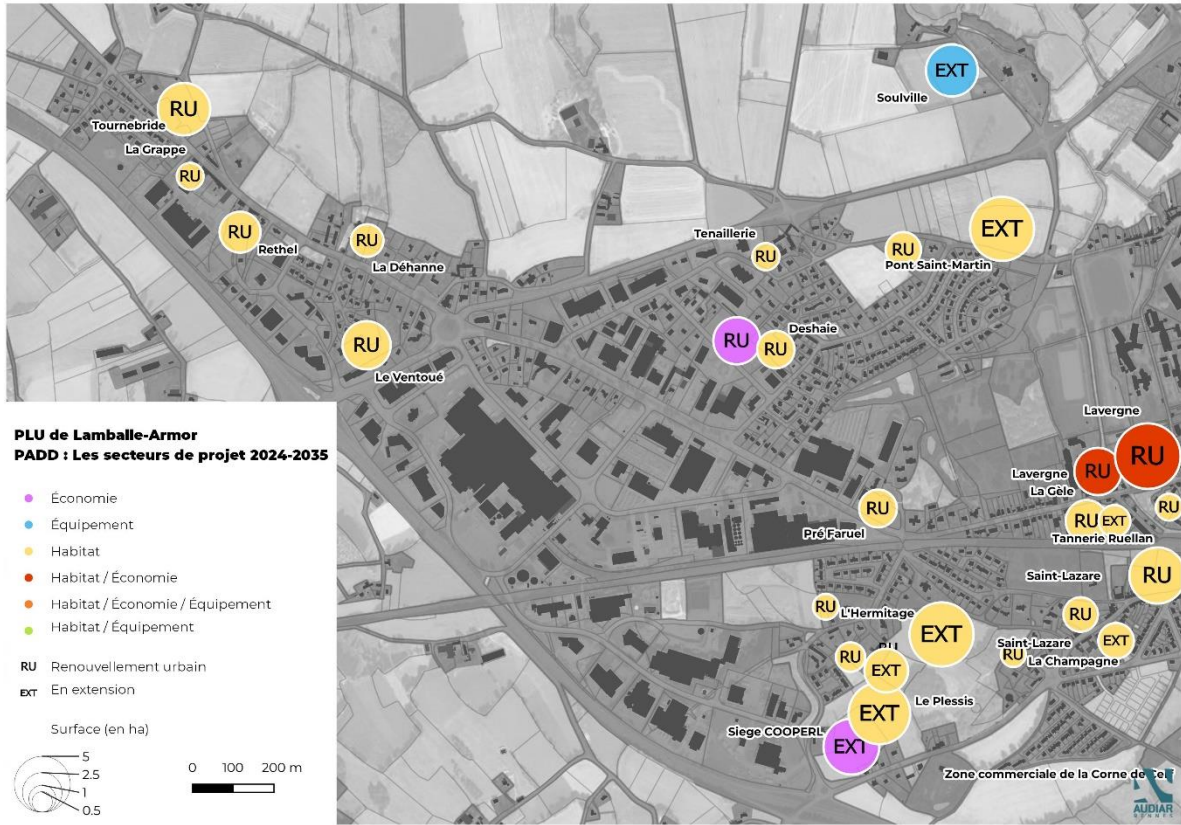 EXT
Soulville
RU
Tournebride
La Grappe
RU
RU
Rethel
RU
La Déhanne
Tenaillerie
RU
RU
Pont Saint-Martin
EXT
RU
Deshaie
RU
RU
Le Ventoué
PLU de Lamballe-Armor
PADD : Les secteurs de projet 2024-2035
Économie
Équipement
Habitat
Habitat / Économie
Habitat / Économie / Équipement
Habitat / Équipement
RU Renouvellement urbain
EXT En extension
Surface (en ha)
5
2.5
1
0.5
0 100 200 m
Lavergne
RU
Lavergne
RU
La Gèle
RU
EXT
RU
Tannerie Ruellan
RU
Pré Faruel
Saint-Lazare
RU
RU
L'Hermitage
EXT
RU
Saint-Lazare
EXT
RU
La Champagne
RU
RU
EXT
EXT
Le Plessis
Siege COOPERL
EXT
Zone commerciale de la Corne de Cerf
AUDIAR
RENNES